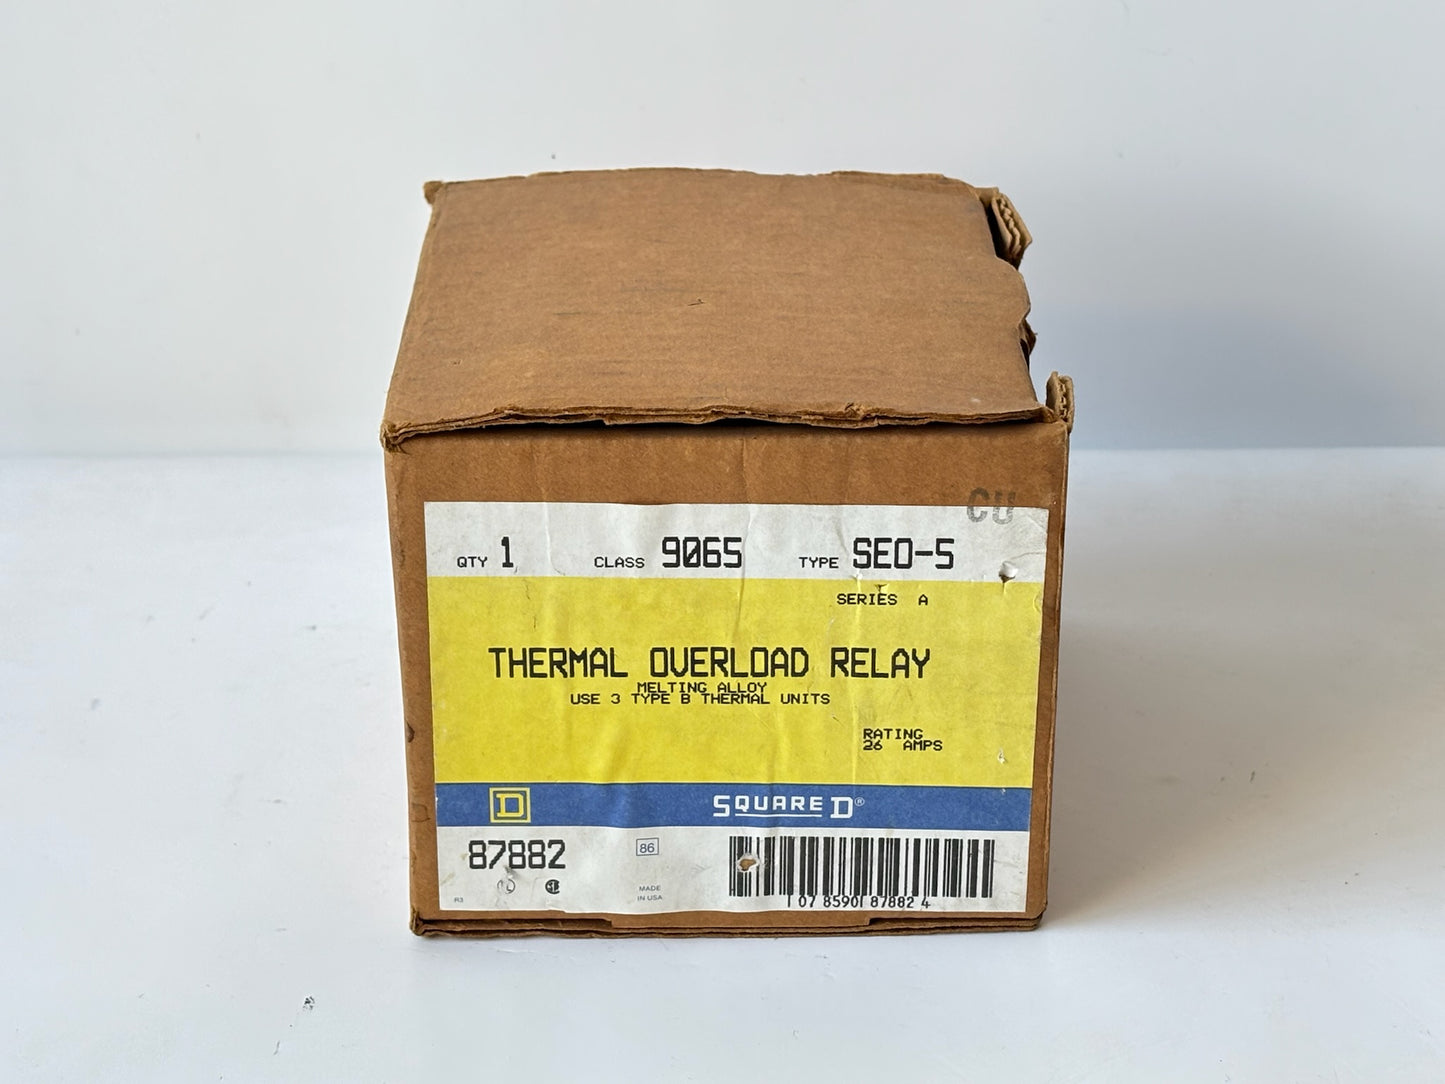 CU
QTY 1 CLASS 9065 TYPE SEO-5
SERIES A
THERMAL OVERLOAD RELAY
MELTING ALLOY
USE 3 TYPE B THERMAL UNITS
RATING
26 AMPS
D SQUARE D®
87882
86
MADE
IN USA
R3
0 78590 87882 4